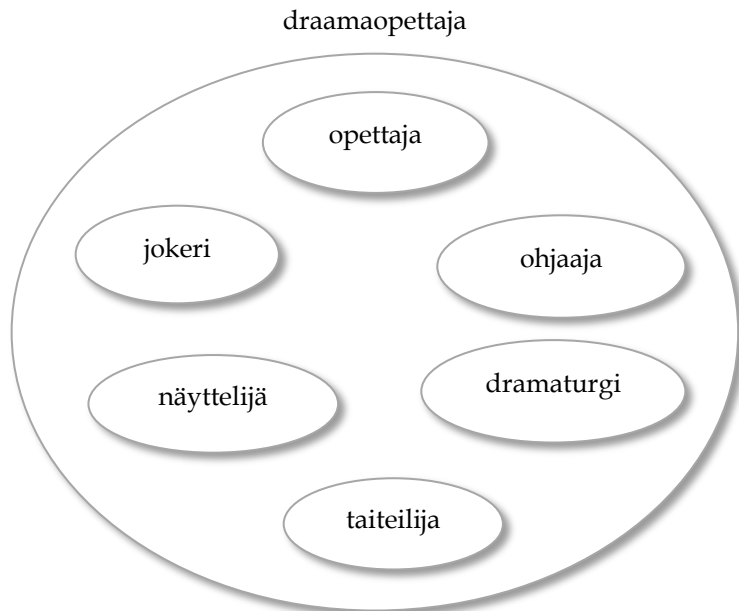 draamaopettaja
opettaja
jokeri
ohjaaja
näyttelijä
dramaturgi
taiteilija